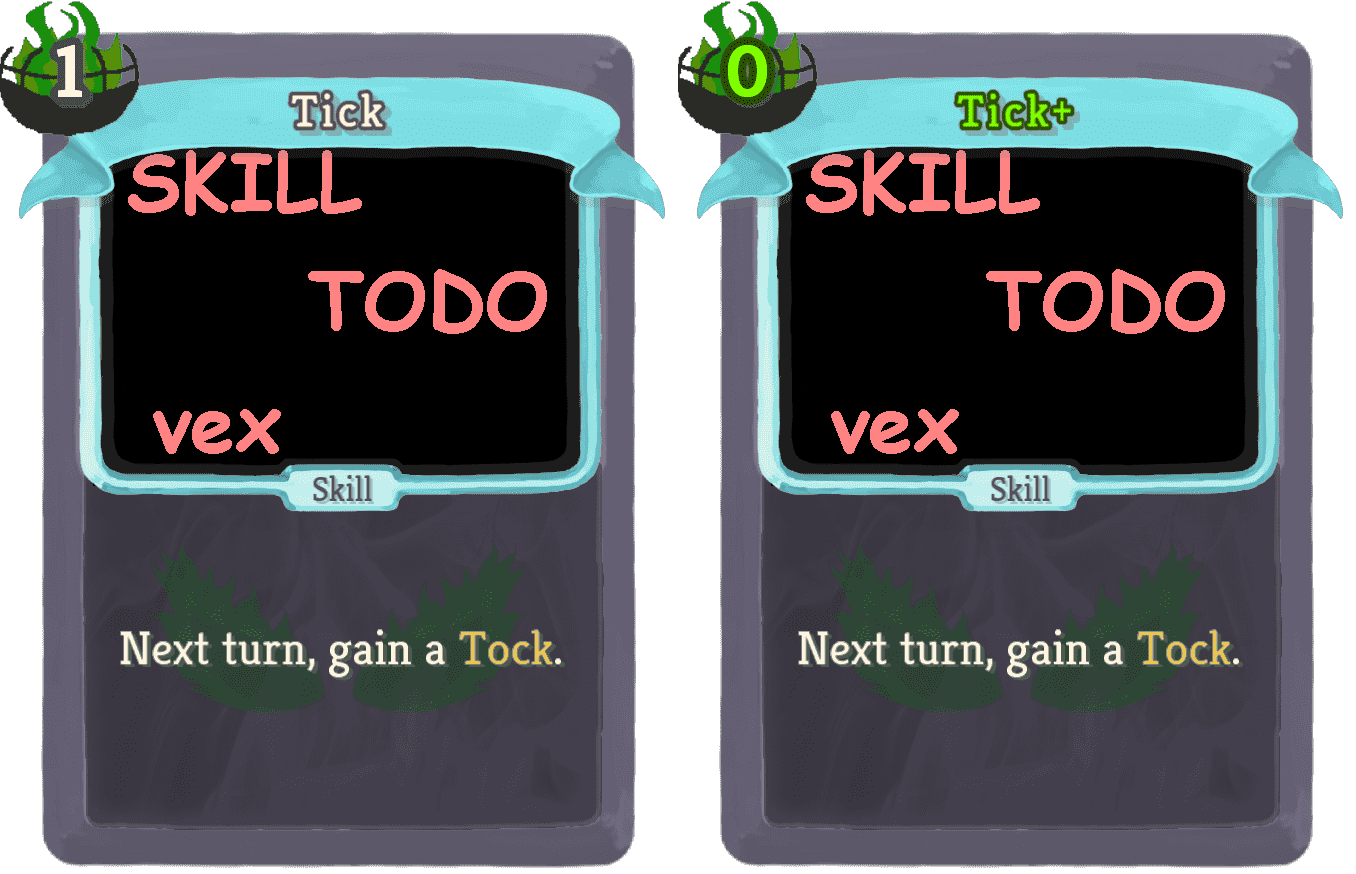 1
Tick
SKILL
TODO
vex
Skill
Next turn, gain a Tock.
0
Tick+
SKILL
TODO
vex
Skill
Next turn, gain a Tock.